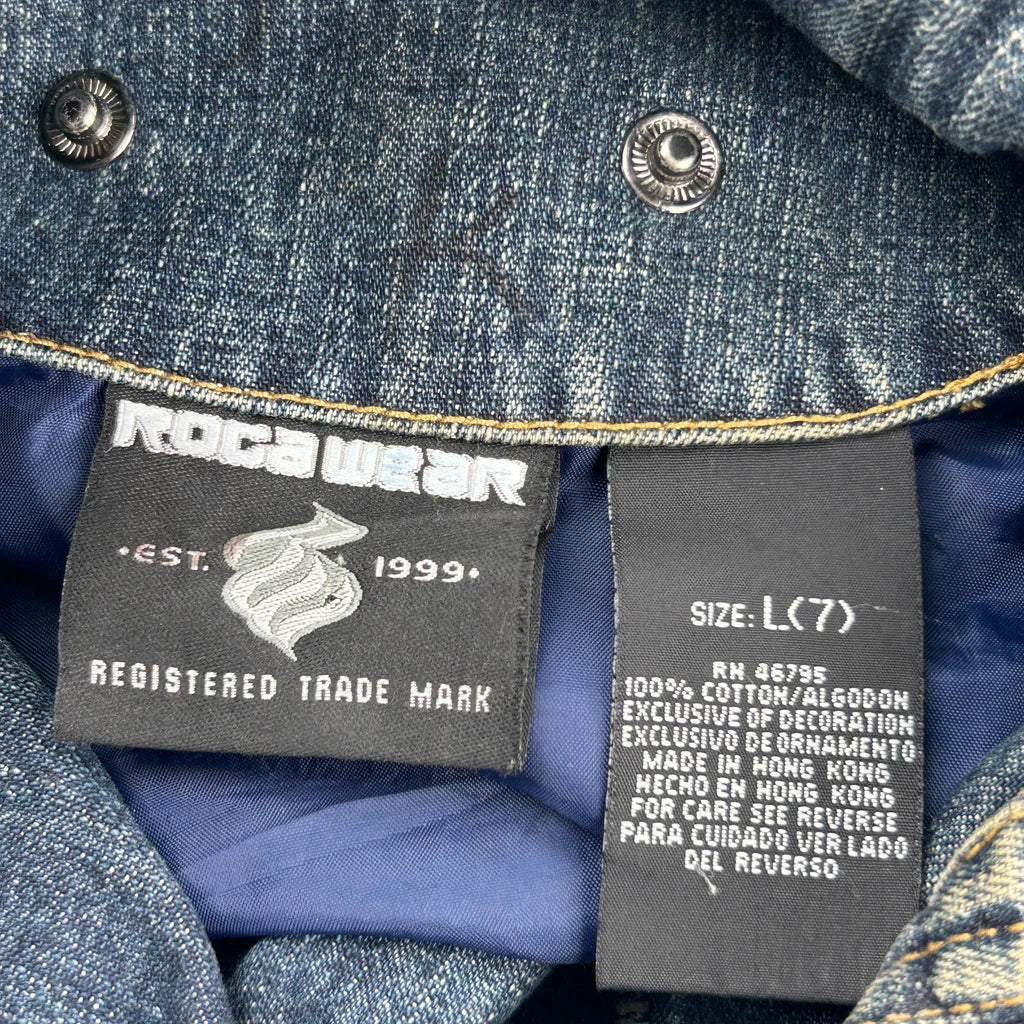 K
ROCAWEAR
•EST. 1999•
REGISTERED TRADE MARK
SIZE: L(7)
RN 46795
100% COTTON/ALGODON
EXCLUSIVE OF DECORATION
EXCLUSIVO DE ORNAMENTO
MADE IN HONG KONG
HECHO EN HONG KONG
FOR CARE SEE REVERSE
PARA CUIDADO VER LADO
DEL REVERSO